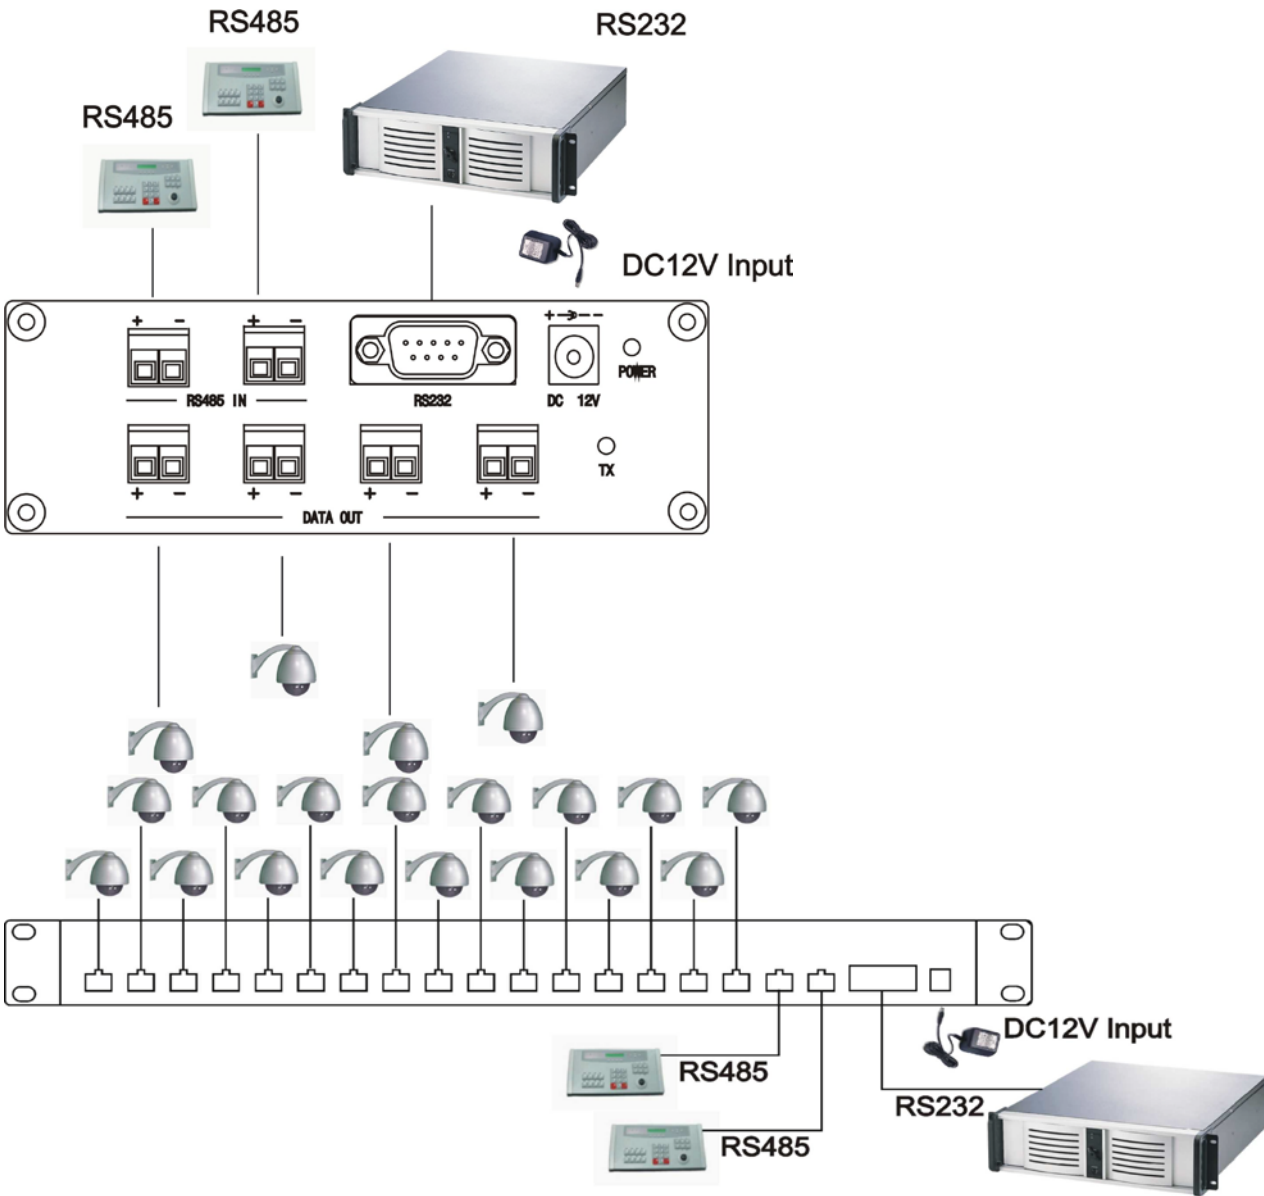 RS485
RS232
RS485
DC12V Input
+ - + - + - -
POWER
RS485 IN RS232 DC 12V
TX
+ - + - + - + -
DATA OUT
DC12V Input
RS485
RS232
RS485